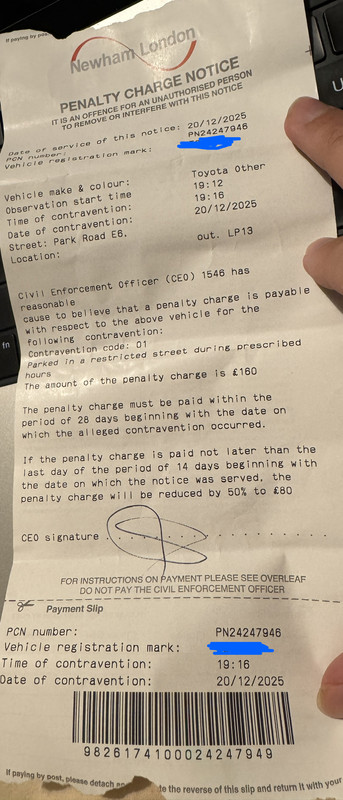 If paying by pos
Newham London
PENALTY CHARGE NOTICE
IT IS AN OFFENCE FOR AN UNAUTHORISED PERSON
TO REMOVE OR INTERFERE WITH THIS NOTICE
Date of service of this notice: 20/12/2025
PCN number: PN24247946
Vehicle registration mark:
Vehicle make & colour: Toyota Other
Observation start time 19:12
Time of contravention: 19:16
Date of contravention: 20/12/2025
Street: Park Road E6.
Location: out. LP13
Civil Enforcement Officer (CEO) 1546 has
reasonable
cause to believe that a penalty charge is payable
with respect to the above vehicle for the
following contravention:
Contravention code: 01
Parked in a restricted street during prescribed
hours
The amount of the penalty charge is £160
The penalty charge must be paid within the
period of 28 days beginning with the date on
which the alleged contravention occurred.
If the penalty charge is paid not later than the
last day of the period of 14 days beginning with
the date on which the notice was served, the
penalty charge will be reduced by 50% to £80
CEO signature
FOR INSTRUCTIONS ON PAYMENT PLEASE SEE OVERLEAF
DO NOT PAY THE CIVIL ENFORCEMENT OFFICER
Payment Slip
PCN number: PN24247946
Vehicle registration mark:
Time of contravention: 19:16
Date of contravention: 20/12/2025
9826174100024247949
If paying by post, please detach an de the reverse of this slip and return it with your
fn